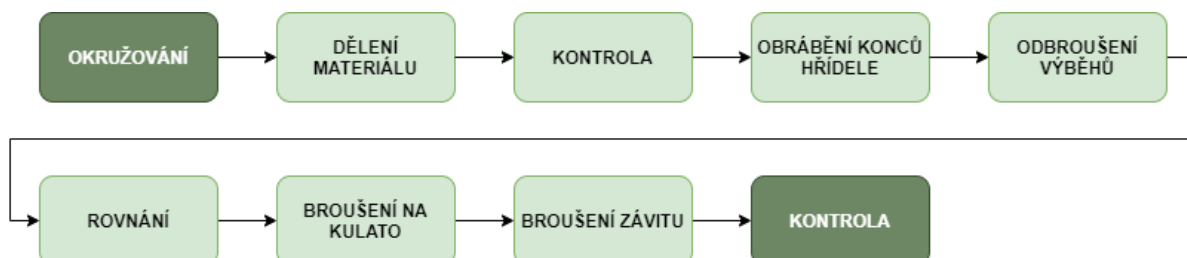 OKRUŽOVÁNÍ
DĚLENÍ
MATERIÁLU
KONTROLA
OBRÁBĚNÍ KONCŮ
HŘÍDELE
ODBROUŠENÍ
VÝBĚHŮ
ROVNÁNÍ
BROUŠENÍ NA
KULATO
BROUŠENÍ ZÁVITU
KONTROLA